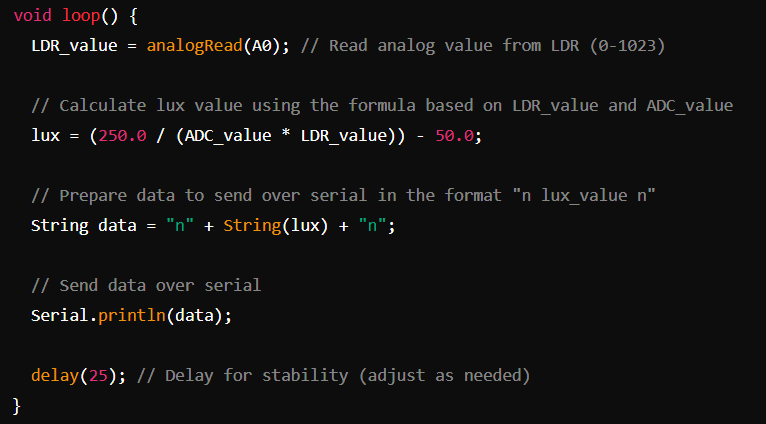 void loop() {
LDR_value = analogRead(A0); // Read analog value from LDR (0-1023)
// Calculate lux value using the formula based on LDR_value and ADC_value
lux = (250.0 / (ADC_value * LDR_value)) - 50.0;
// Prepare data to send over serial in the format "n lux_value n"
String data = "n" + String(lux) + "n";
// Send data over serial
Serial.println(data);
delay(25); // Delay for stability (adjust as needed)
}